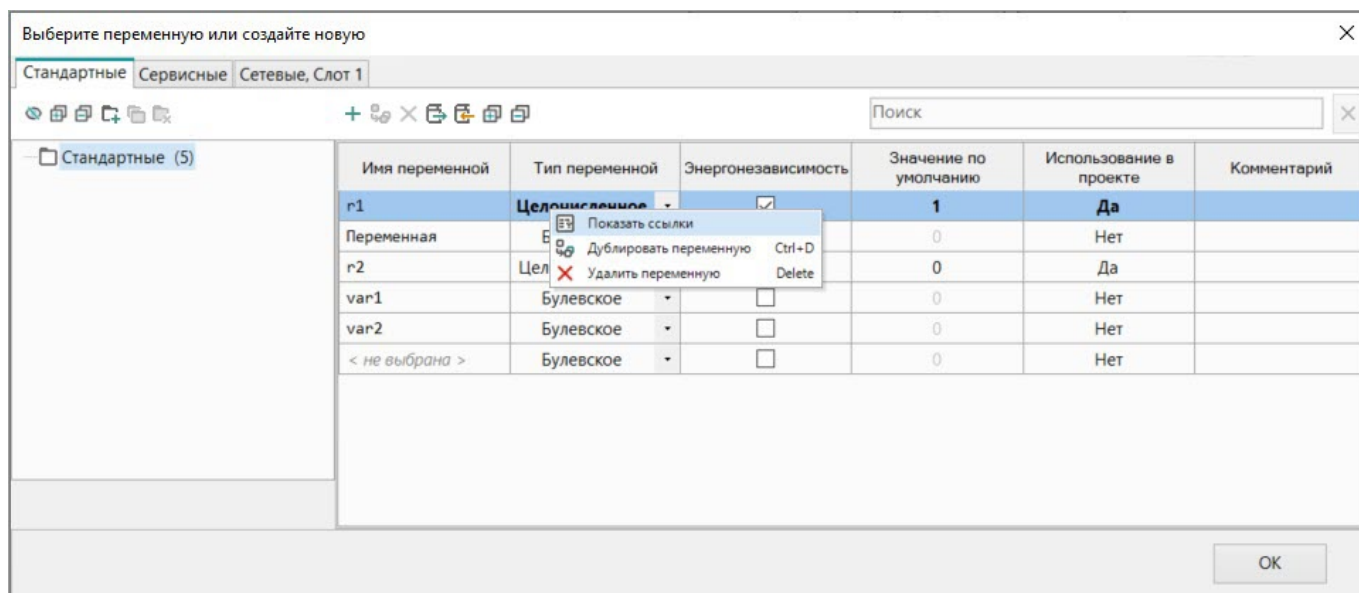 Выберите переменную или создайте новую
Стандартные Сервисные Сетевые, Слот 1
Поиск
Стандартные (5)
Имя переменной Тип переменной Энергонезависимость Значение по умолчанию Использование в проекте Комментарий
r1 Целочисленное 1 Да
Показать ссылки
Переменная Б 0 Нет
Дублировать переменную Ctrl+D
r2 Цел 0 Да
Удалить переменную Delete
var1 Булевское 0 Нет
var2 Булевское 0 Нет
< не выбрана > Булевское 0 Нет
OK